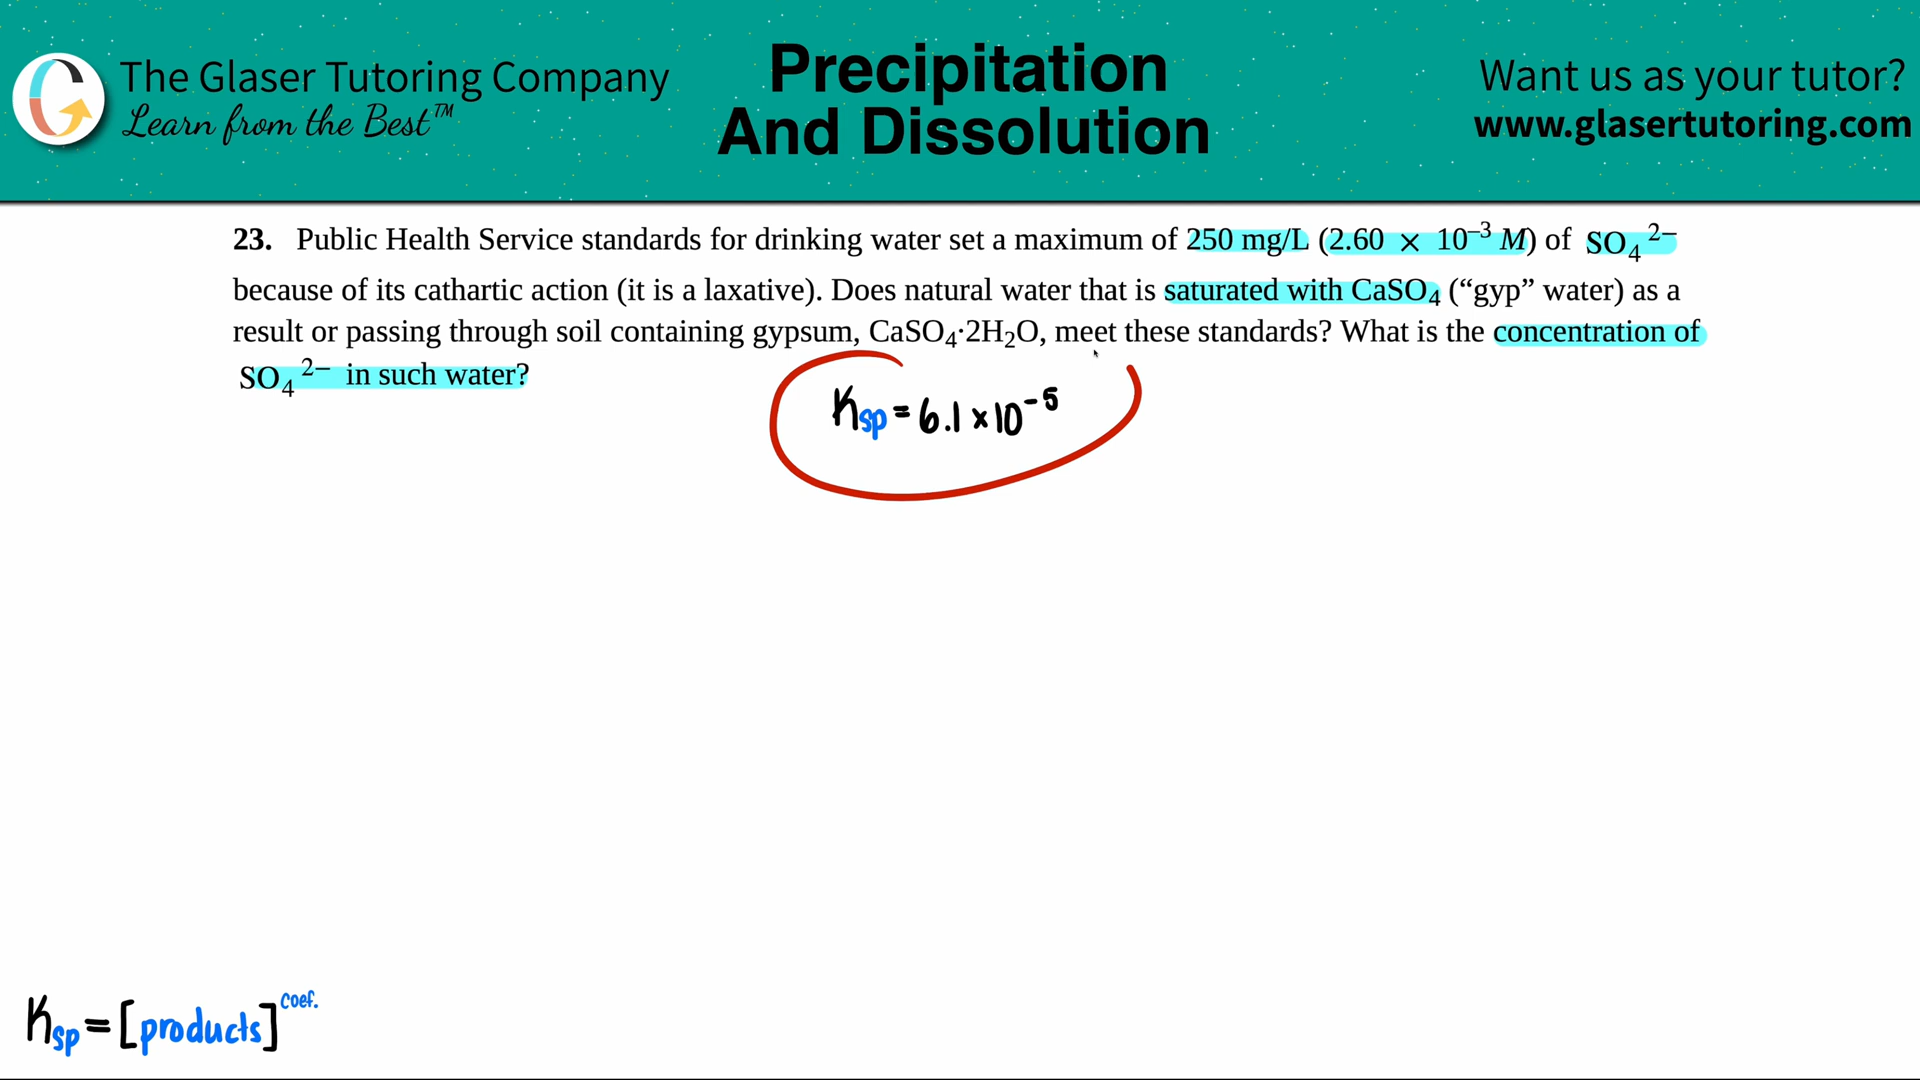 The Glaser Tutoring Company
Learn from the Best™
Precipitation
And Dissolution
Want us as your tutor?
www.glasertutoring.com
23. Public Health Service standards for drinking water set a maximum of 250 mg/L (2.60 × 10⁻³ M) of SO₄²⁻
because of its cathartic action (it is a laxative). Does natural water that is saturated with CaSO₄ (“gyp” water) as a
result or passing through soil containing gypsum, CaSO₄·2H₂O, meet these standards? What is the concentration of
SO₄²⁻ in such water?
Ksp = 6.1 × 10⁻⁵
Ksp = [products]^coef.